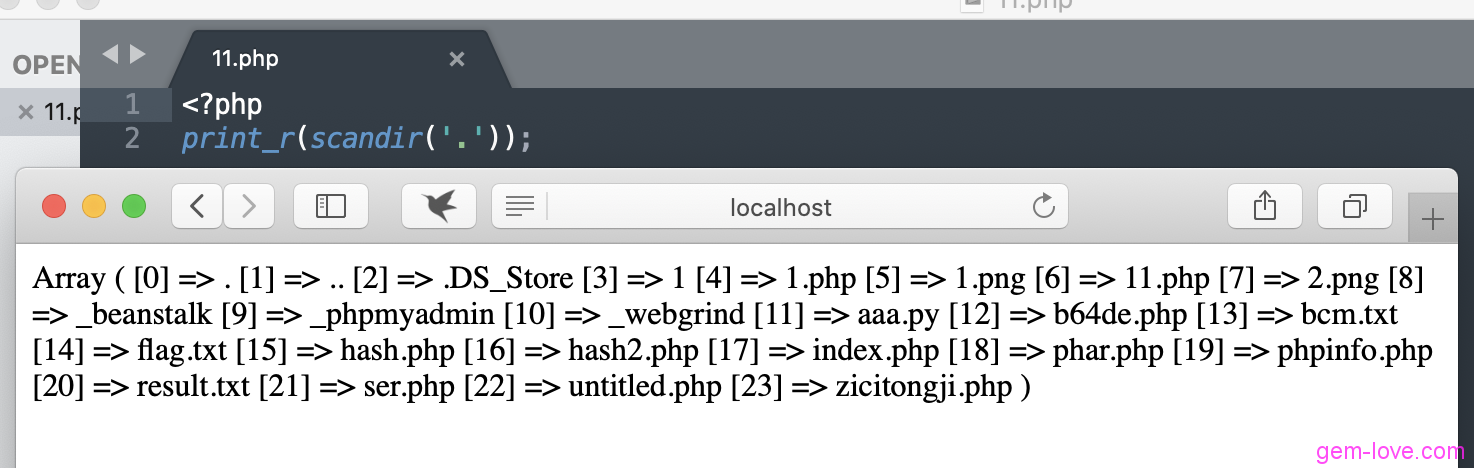 11.php
OPEN
11.php
11.p
1 <?php
2 print_r(scandir('.'));
localhost
Array ( [0] => . [1] => .. [2] => .DS_Store [3] => 1 [4] => 1.php [5] => 1.png [6] => 11.php [7] => 2.png [8]
=> _beanstalk [9] => _phpmyadmin [10] => _webgrind [11] => aaa.py [12] => b64de.php [13] => bcm.txt
[14] => flag.txt [15] => hash.php [16] => hash2.php [17] => index.php [18] => phar.php [19] => phpinfo.php
[20] => result.txt [21] => ser.php [22] => untitled.php [23] => zicitongji.php )
gem-love.com